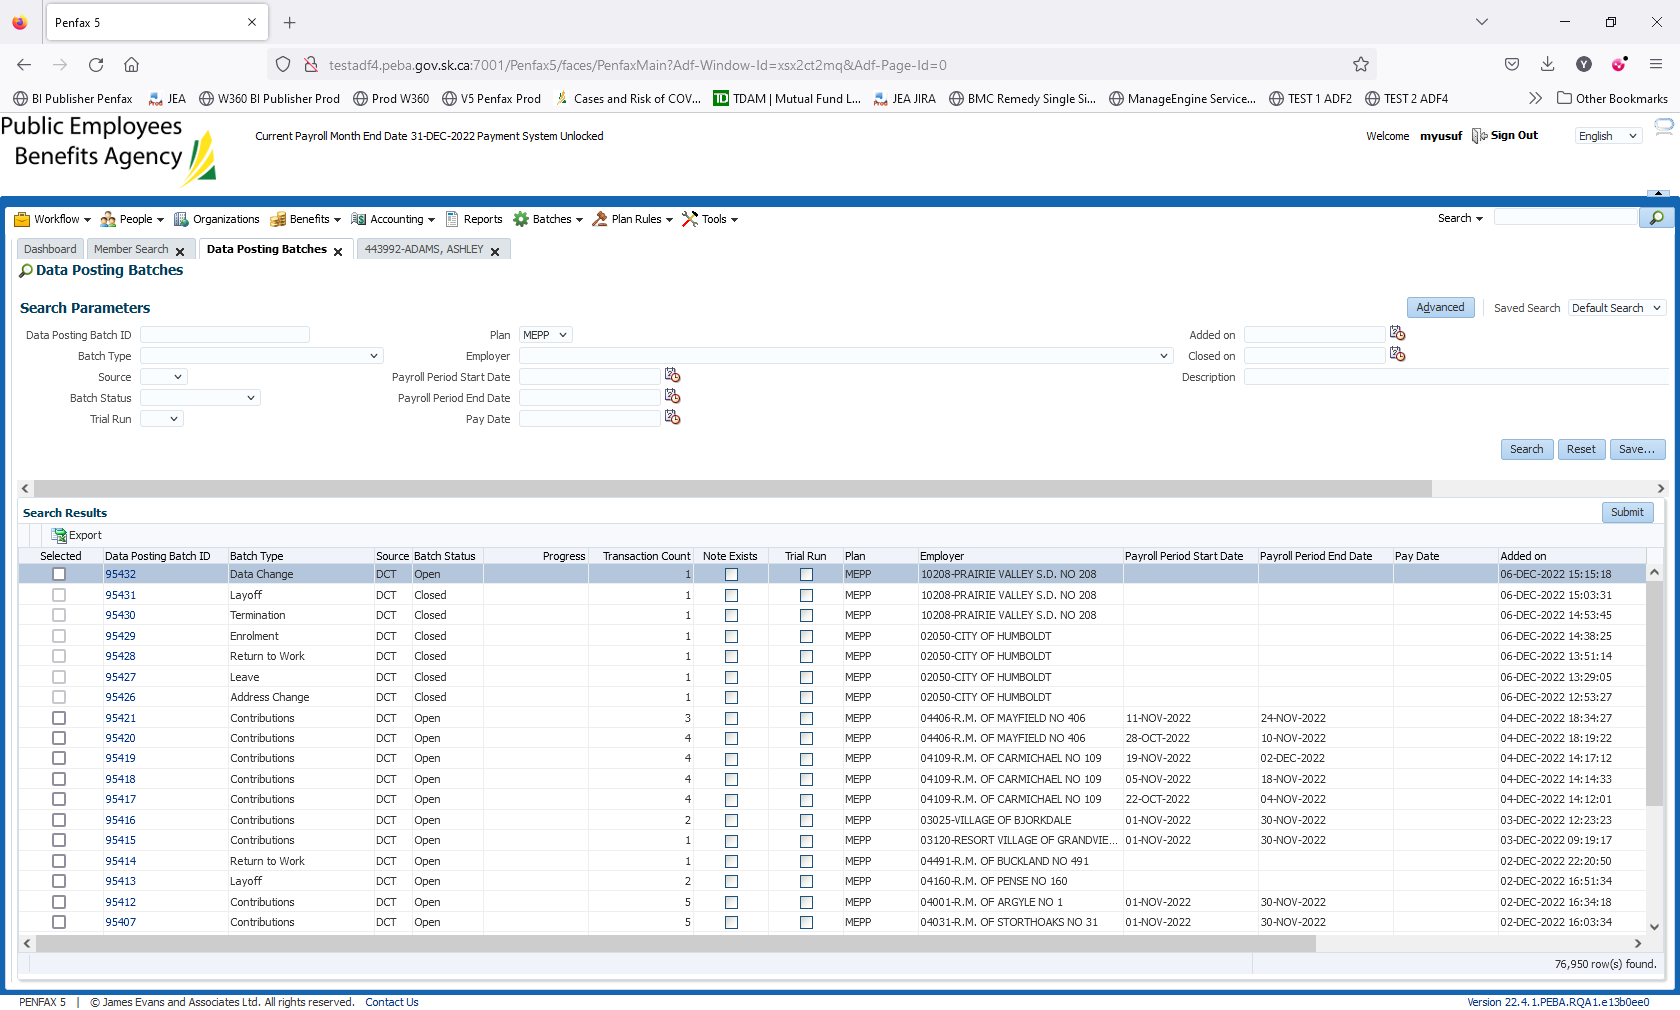 Penfax 5
testadf4.peba.gov.sk.ca:7001/Penfax5/faces/PenfaxMain?Adf-Window-Id=xsx2ct2mq&Adf-Page-Id=0
BI Publisher Penfax JEA W360 BI Publisher Prod Prod W360 V5 Penfax Prod Cases and Risk of COV... TDAM | Mutual Fund L... JEA JIRA BMC Remedy Single Si... ManageEngine Service... TEST 1 ADF2 TEST 2 ADF4 Other Bookmarks
Public Employees
Benefits Agency
Current Payroll Month End Date 31-DEC-2022 Payment System Unlocked
Welcome myusuf Sign Out English
Workflow People Organizations Benefits Accounting Reports Batches Plan Rules Tools Search
Dashboard Member Search Data Posting Batches 443992-ADAMS, ASHLEY
Data Posting Batches
Search Parameters Advanced Saved Search Default Search
Data Posting Batch ID Plan MEPP Added on
Batch Type Employer Closed on
Source Payroll Period Start Date Description
Batch Status Payroll Period End Date
Trial Run Pay Date
Search Reset Save...
Search Results Submit
Export
Selected Data Posting Batch ID Batch Type Source Batch Status Progress Transaction Count Note Exists Trial Run Plan Employer Payroll Period Start Date Payroll Period End Date Pay Date Added on
95432 Data Change DCT Open 1 MEPP 10208-PRAIRIE VALLEY S.D. NO 208 06-DEC-2022 15:15:18
95431 Layoff DCT Closed 1 MEPP 10208-PRAIRIE VALLEY S.D. NO 208 06-DEC-2022 15:03:31
95430 Termination DCT Closed 1 MEPP 10208-PRAIRIE VALLEY S.D. NO 208 06-DEC-2022 14:53:45
95429 Enrolment DCT Closed 1 MEPP 02050-CITY OF HUMBOLDT 06-DEC-2022 14:38:25
95428 Return to Work DCT Closed 1 MEPP 02050-CITY OF HUMBOLDT 06-DEC-2022 13:51:14
95427 Leave DCT Closed 1 MEPP 02050-CITY OF HUMBOLDT 06-DEC-2022 13:29:05
95426 Address Change DCT Closed 1 MEPP 02050-CITY OF HUMBOLDT 06-DEC-2022 12:53:27
95421 Contributions DCT Open 3 MEPP 04406-R.M. OF MAYFIELD NO 406 11-NOV-2022 24-NOV-2022 04-DEC-2022 18:34:27
95420 Contributions DCT Open 4 MEPP 04406-R.M. OF MAYFIELD NO 406 28-OCT-2022 10-NOV-2022 04-DEC-2022 18:19:22
95419 Contributions DCT Open 4 MEPP 04109-R.M. OF CARMICHAEL NO 109 19-NOV-2022 02-DEC-2022 04-DEC-2022 14:17:12
95418 Contributions DCT Open 4 MEPP 04109-R.M. OF CARMICHAEL NO 109 05-NOV-2022 18-NOV-2022 04-DEC-2022 14:14:33
95417 Contributions DCT Open 4 MEPP 04109-R.M. OF CARMICHAEL NO 109 22-OCT-2022 04-NOV-2022 04-DEC-2022 14:12:01
95416 Contributions DCT Open 2 MEPP 03025-VILLAGE OF BJORKDALE 01-NOV-2022 30-NOV-2022 03-DEC-2022 12:23:23
95415 Contributions DCT Open 1 MEPP 03120-RESORT VILLAGE OF GRANDVIE... 01-NOV-2022 30-NOV-2022 03-DEC-2022 09:19:17
95414 Return to Work DCT Open 1 MEPP 04491-R.M. OF BUCKLAND NO 491 02-DEC-2022 22:20:50
95413 Layoff DCT Open 2 MEPP 04160-R.M. OF PENSE NO 160 02-DEC-2022 16:51:34
95412 Contributions DCT Open 5 MEPP 04001-R.M. OF ARGYLE NO 1 01-NOV-2022 30-NOV-2022 02-DEC-2022 16:34:18
95407 Contributions DCT Open 5 MEPP 04031-R.M. OF STORTHOAKS NO 31 01-NOV-2022 30-NOV-2022 02-DEC-2022 16:03:34
76,950 row(s) found.
PENFAX 5 | © James Evans and Associates Ltd. All rights reserved. Contact Us Version 22.4.1.PEBA.RQA1.e13b0ee0